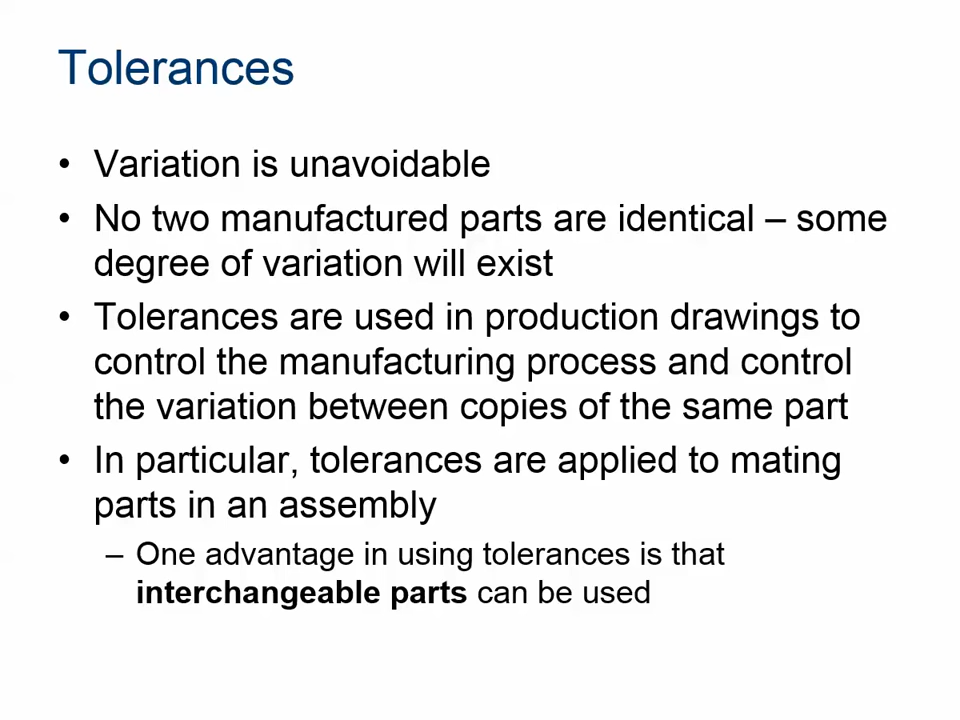 Tolerances
• Variation is unavoidable
• No two manufactured parts are identical – some
degree of variation will exist
• Tolerances are used in production drawings to
control the manufacturing process and control
the variation between copies of the same part
• In particular, tolerances are applied to mating
parts in an assembly
– One advantage in using tolerances is that
interchangeable parts can be used